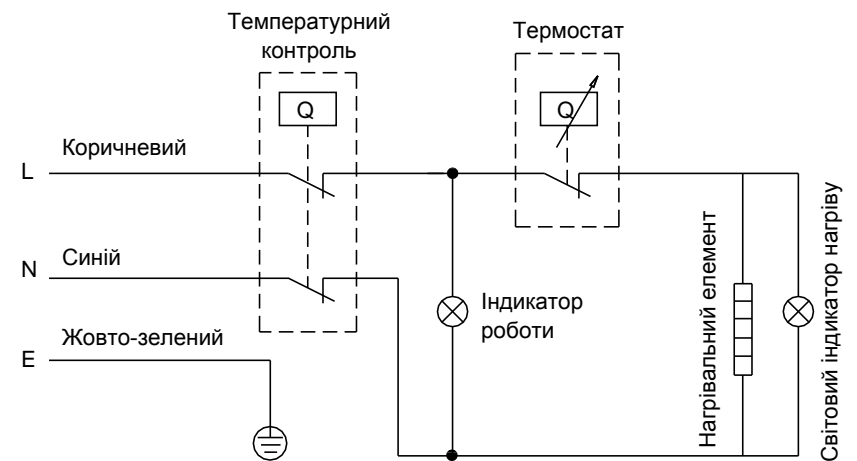 Температурний
контроль
Термостат
Q
Q
Коричневий
L
Синій
N
Жовто-зелений
E
Індикатор
роботи
Нагрівальний елемент
Світовий індикатор нагріву